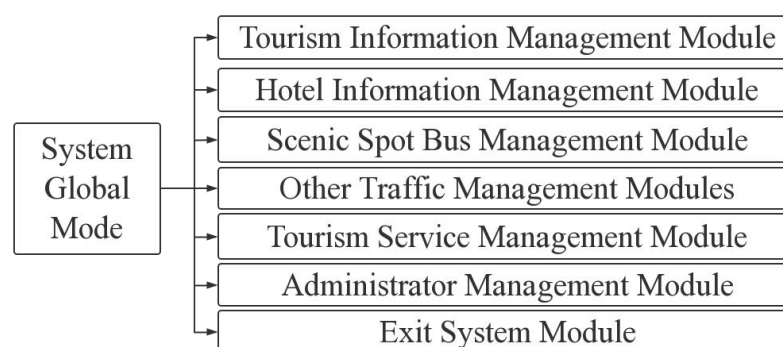 Tourism Information Management Module
Hotel Information Management Module
Scenic Spot Bus Management Module
System
Global
Mode
Other Traffic Management Modules
Tourism Service Management Module
Administrator Management Module
Exit System Module